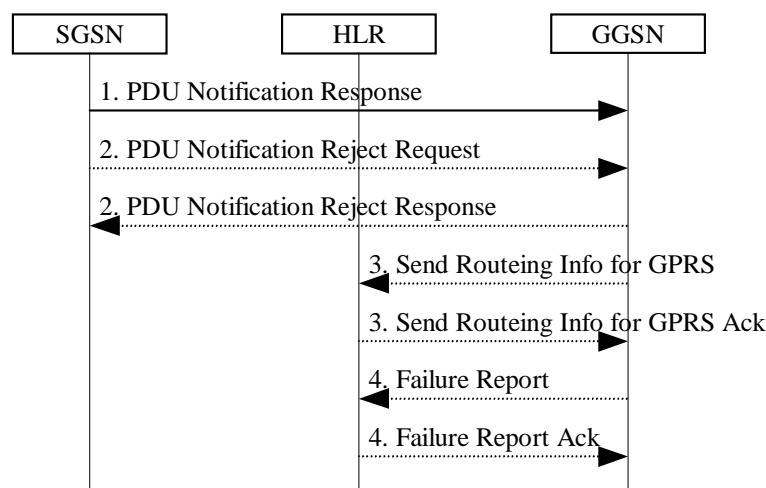 SGSN
HLR
GGSN
1. PDU Notification Response
2. PDU Notification Reject Request
2. PDU Notification Reject Response
3. Send Routeing Info for GPRS
3. Send Routeing Info for GPRS Ack
4. Failure Report
4. Failure Report Ack